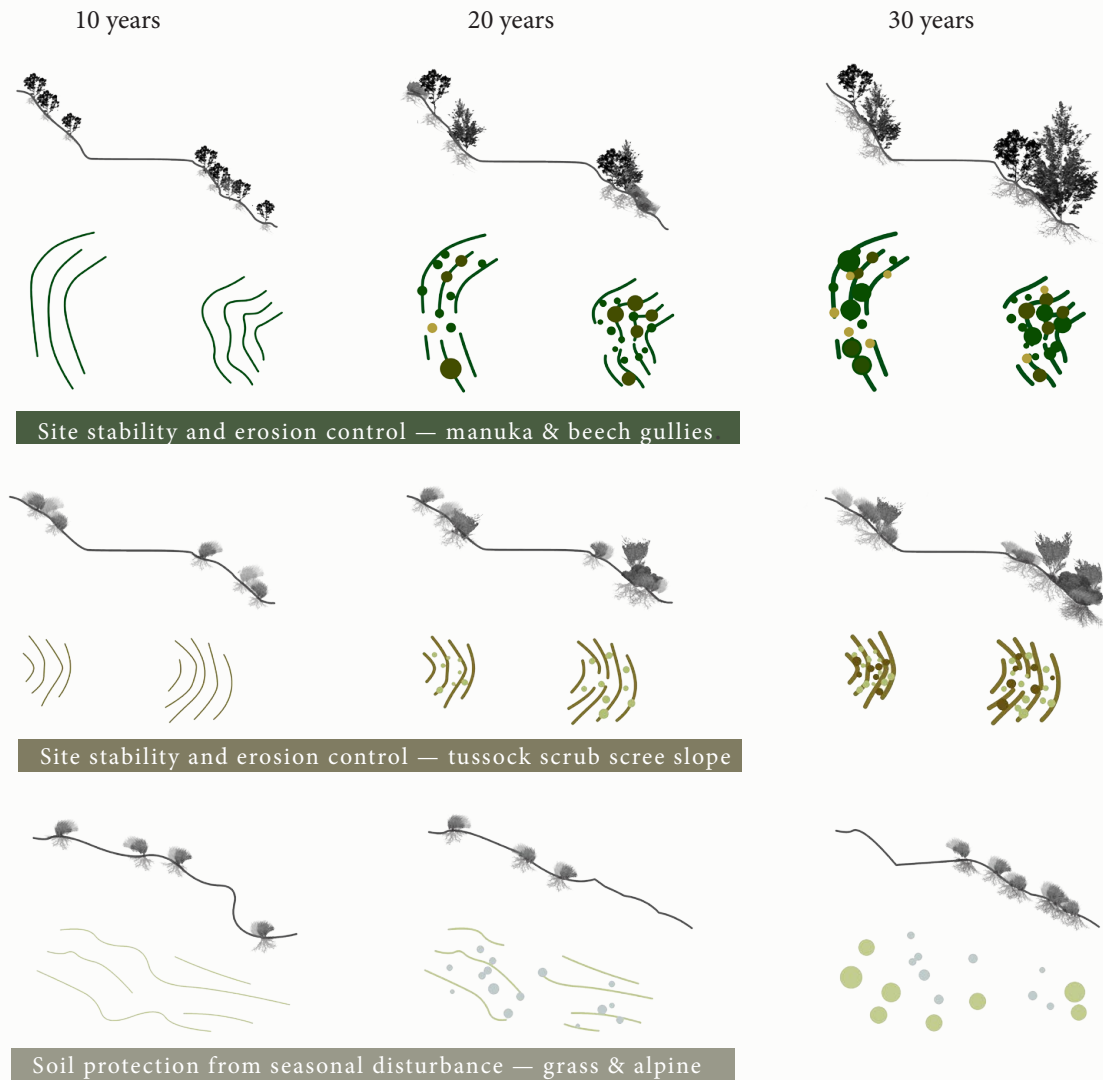 10 years
20 years
30 years
Site stability and erosion control — manuka & beech gullies.
Site stability and erosion control — tussock scrub scree slope
Soil protection from seasonal disturbance — grass & alpine